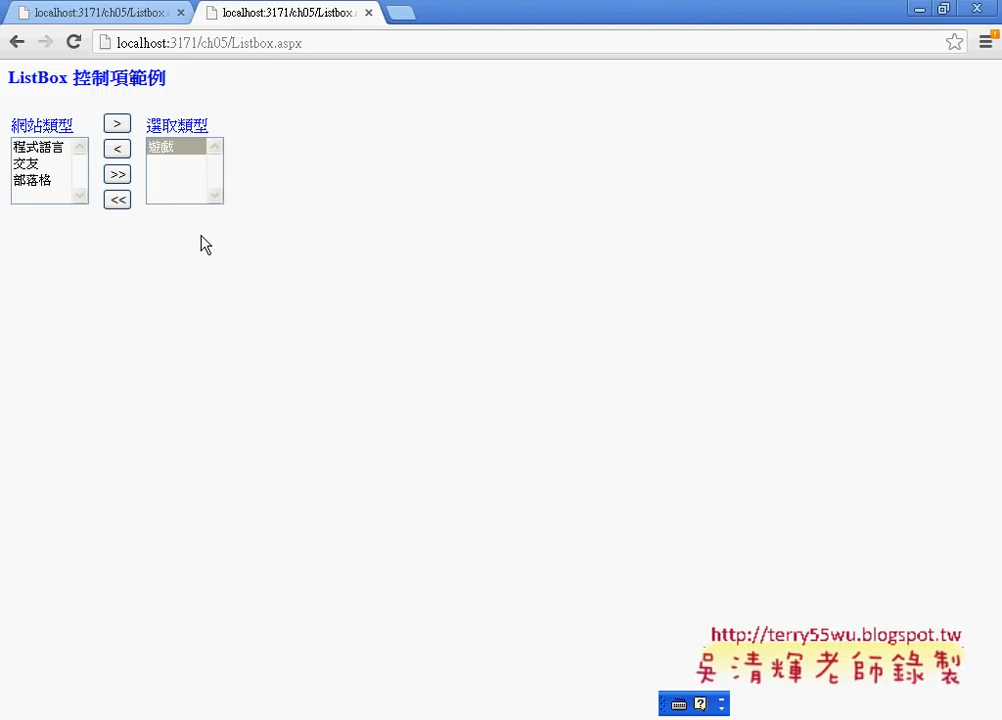 localhost:3171/ch05/Listbox.
localhost:3171/ch05/Listbox.
localhost:3171/ch05/Listbox.aspx
ListBox 控制項範例
網站類型
>
選取類型
程式語言
<
遊戲
交友
部落格
>>
<<
http://terry55wu.blogspot.tw
吳清輝老師錄製